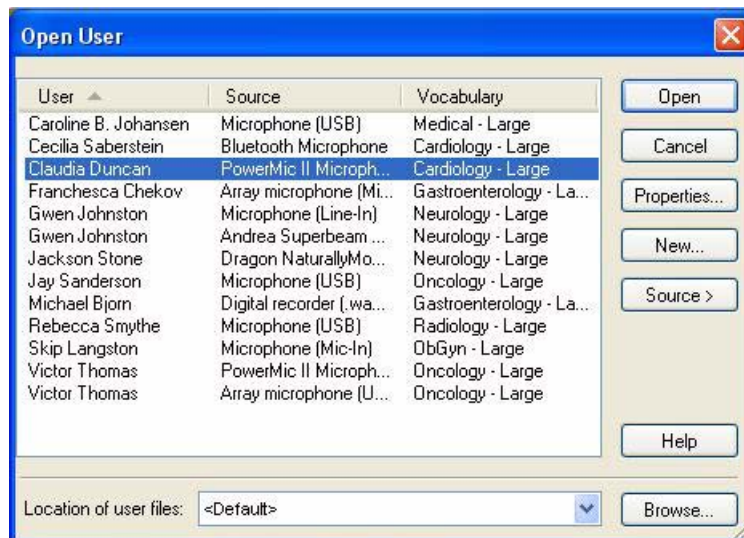 Open User
User Source Vocabulary
Caroline B. Johansen Microphone (USB) Medical - Large
Cecilia Saberstein Bluetooth Microphone Cardiology - Large
Claudia Duncan PowerMic II Microph... Cardiology - Large
Franchesca Chekov Array microphone (Mi... Gastroenterology - La...
Gwen Johnston Microphone (Line-In) Neurology - Large
Gwen Johnston Andrea Superbeam ... Neurology - Large
Jackson Stone Dragon NaturallyMo... Neurology - Large
Jay Sanderson Microphone (USB) Oncology - Large
Michael Bjorn Digital recorder (.wa... Gastroenterology - La...
Rebecca Smythe Microphone (USB) Radiology - Large
Skip Langston Microphone (Mic-In) ObGyn - Large
Victor Thomas PowerMic II Microph... Oncology - Large
Victor Thomas Array microphone (U... Oncology - Large
Open
Cancel
Properties...
New...
Source >
Help
Location of user files: <Default> Browse...